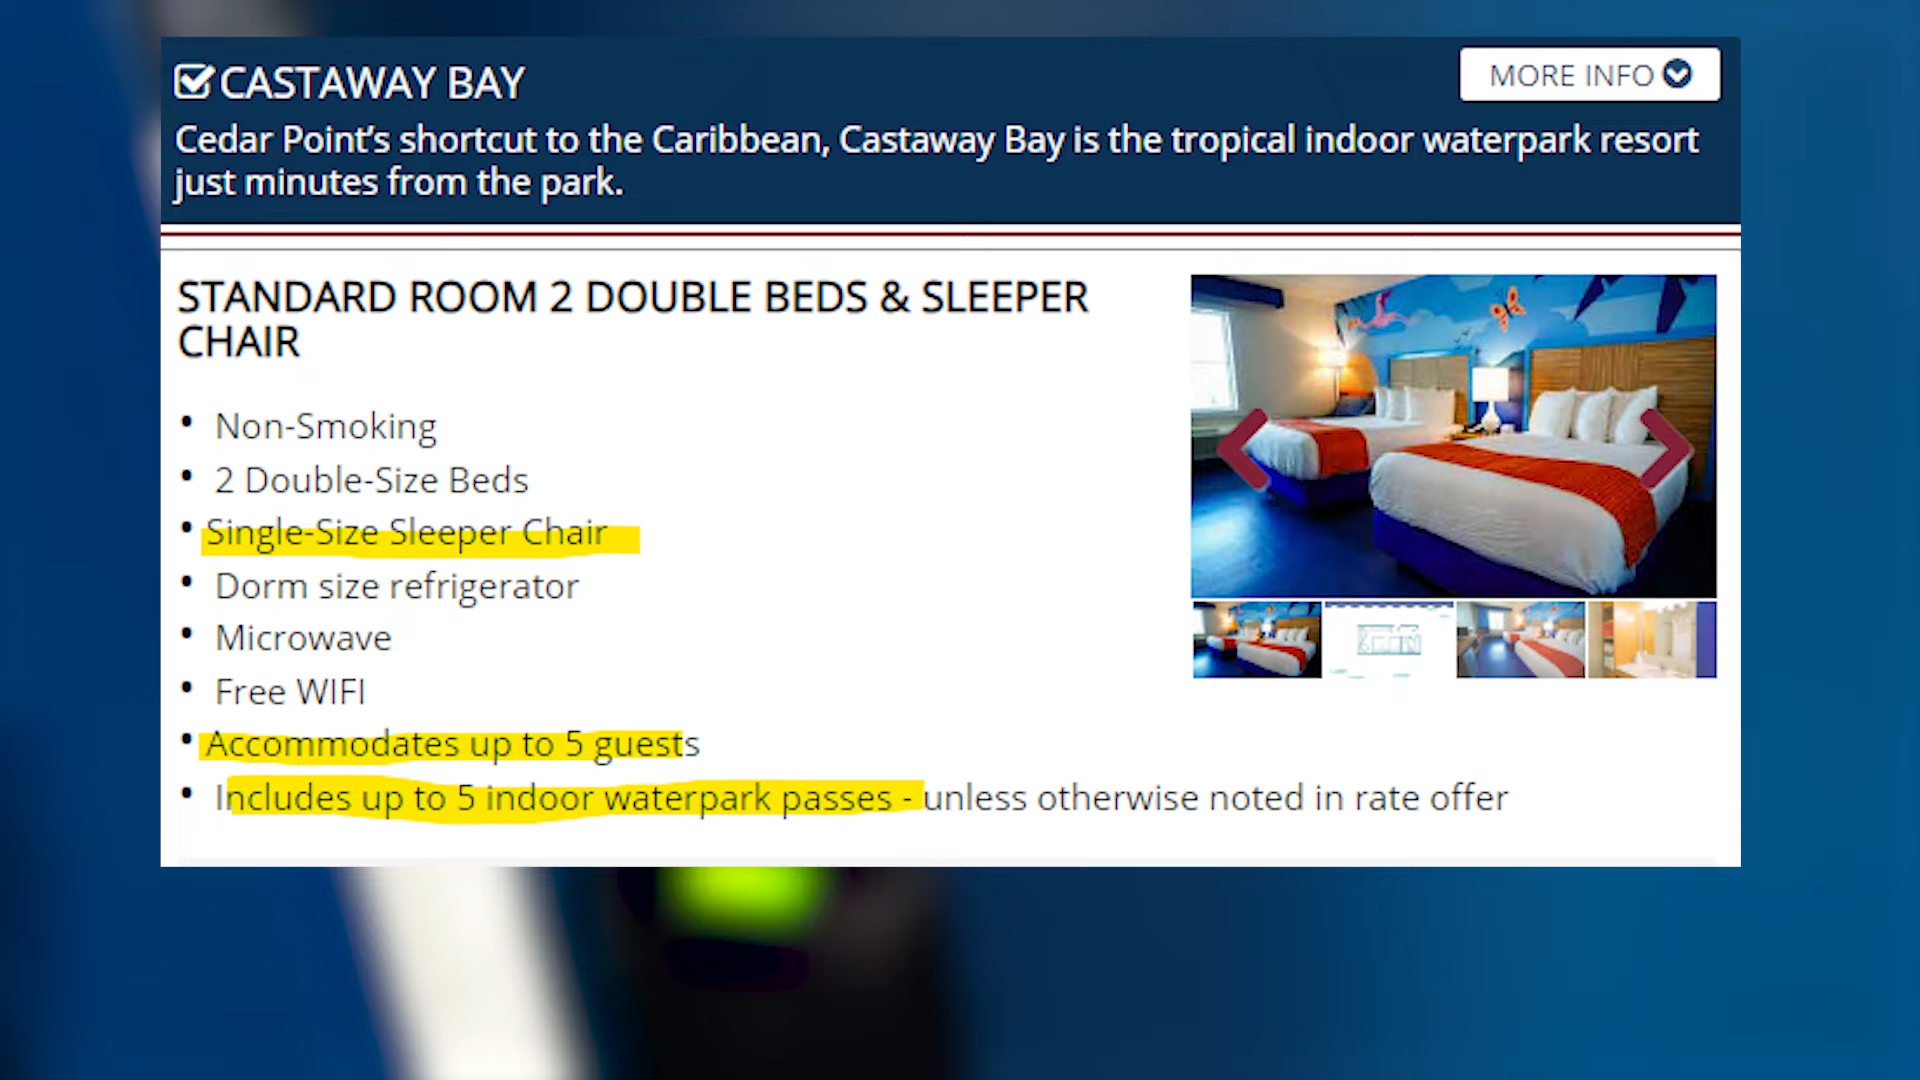 CASTAWAY BAY
MORE INFO
Cedar Point's shortcut to the Caribbean, Castaway Bay is the tropical indoor waterpark resort
just minutes from the park.
STANDARD ROOM 2 DOUBLE BEDS & SLEEPER
CHAIR
• Non-Smoking
• 2 Double-Size Beds
• Single-Size Sleeper Chair
• Dorm size refrigerator
• Microwave
• Free WIFI
• Accommodates up to 5 guests
• Includes up to 5 indoor waterpark passes - unless otherwise noted in rate offer